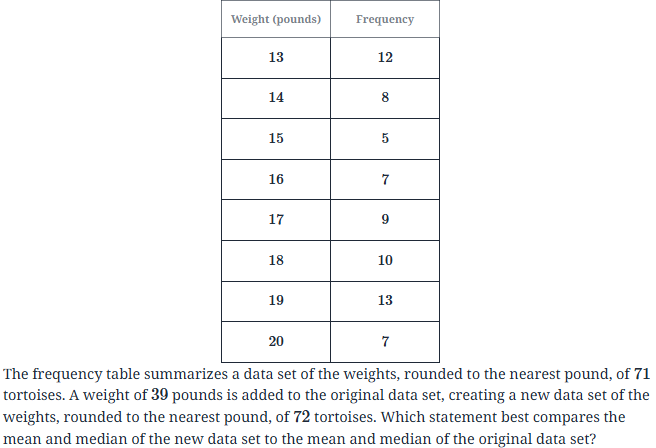 Weight (pounds) Frequency
13 12
14 8
15 5
16 7
17 9
18 10
19 13
20 7
The frequency table summarizes a data set of the weights, rounded to the nearest pound, of 71
tortoises. A weight of 39 pounds is added to the original data set, creating a new data set of the
weights, rounded to the nearest pound, of 72 tortoises. Which statement best compares the
mean and median of the new data set to the mean and median of the original data set?